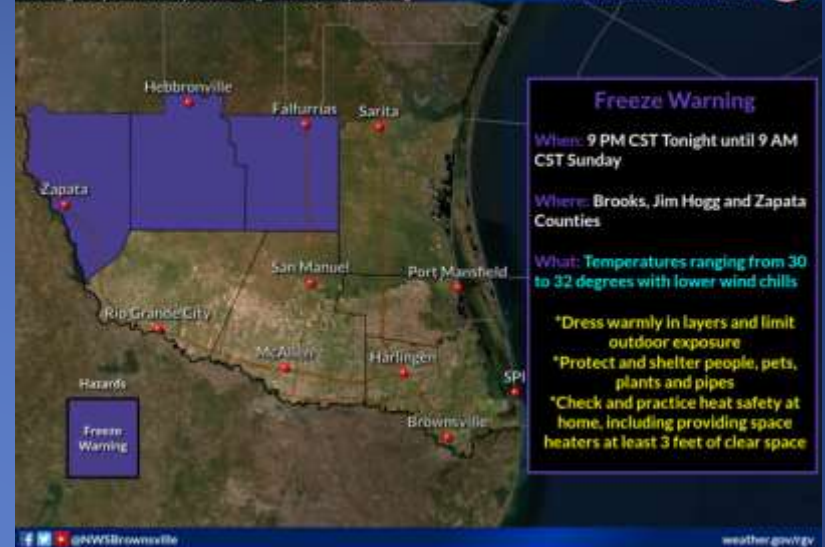 Hebbronville
Falfurrias
Sarita
Zapata
San Manuel
Port Mansfield
Rio Grande City
McAllen
Harlingen
SPI
Brownsville
Hazards
Freeze
Warning
Freeze Warning
When: 9 PM CST Tonight until 9 AM
CST Sunday
Where: Brooks, Jim Hogg and Zapata
Counties
What: Temperatures ranging from 30
to 32 degrees with lower wind chills
*Dress warmly in layers and limit
outdoor exposure
*Protect and shelter people, pets,
plants and pipes
*Check and practice heat safety at
home, including providing space
heaters at least 3 feet of clear space
@NWSBrownsville
weather.gov/rgv